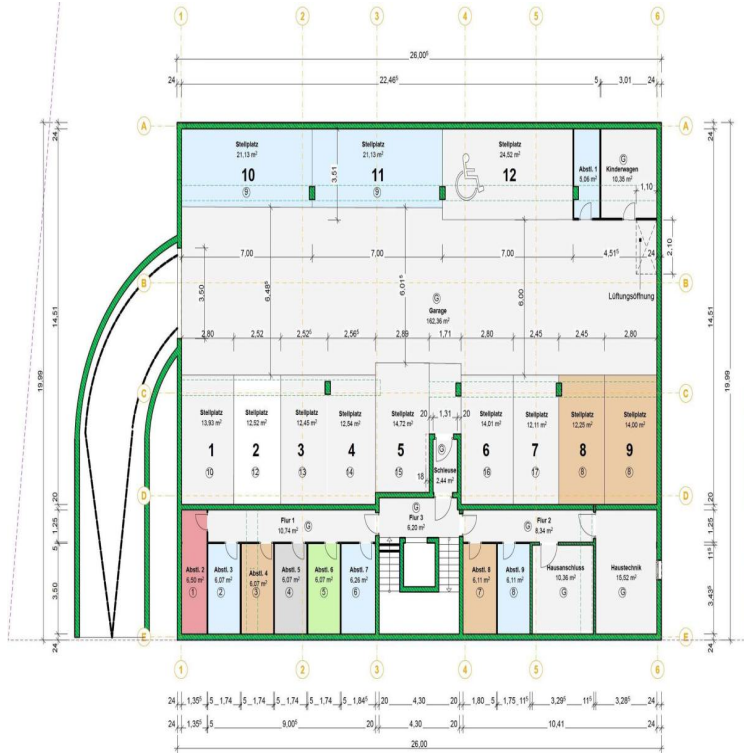 1 2 3 4 5 6
26,00⁵
24 22,46⁵ 5 3,01 24
A A
24 24
Stellplatz Stellplatz Stellplatz
21,13 m² 21,13 m² 24,52 m²
10 11 12
9 9
3,51
Abstl. 1
5,06 m²
G
Kinderwagen
10,35 m²
1,10
7,00 7,00 7,00 4,51⁵ 24
2,10
Lüftungsöffnung
B B
3,50 6,48⁵ 6,01⁵ 6,00
G
Garage
162,36 m²
14,51 14,51
19,99 19,99
2,80 2,52 2,52⁵ 2,56⁵ 2,89 1,71 2,80 2,45 2,45 2,80
C C
20 1,31 20
Stellplatz Stellplatz Stellplatz Stellplatz Stellplatz Stellplatz Stellplatz Stellplatz Stellplatz
13,93 m² 12,52 m² 12,45 m² 12,54 m² 14,72 m² 14,01 m² 12,11 m² 12,25 m² 14,00 m²
1 2 3 4 5 6 7 8 9
10 12 13 14 15 16 17 8 8
G
Schleuse
2,44 m²
18
D D
20 20
Flur 1
10,74 m²
G
G
Flur 3
6,20 m²
Flur 2
8,34 m²
G
1,25 1,25
5 11⁵
Abstl. 2 Abstl. 3 Abstl. 4 Abstl. 5 Abstl. 6 Abstl. 7 Abstl. 8 Abstl. 9 Hausanschluss Haustechnik
6,50 m² 6,07 m² 6,07 m² 6,07 m² 6,07 m² 6,26 m² 6,11 m² 6,11 m² 10,36 m² 15,52 m²
1 2 3 4 5 6 7 8 G G
3,50 3,43⁵
24 24
E E
1 2 3 4 5 6
24 1,35⁵ 5 1,74 5 1,74 5 1,74 5 1,74 5 1,84⁵ 20 4,30 20 1,80 5 1,75 11⁵ 3,29⁵ 11⁵ 3,28⁵ 24
24 1,35⁵ 5 9,00⁵ 20 4,30 20 10,41 24
26,00